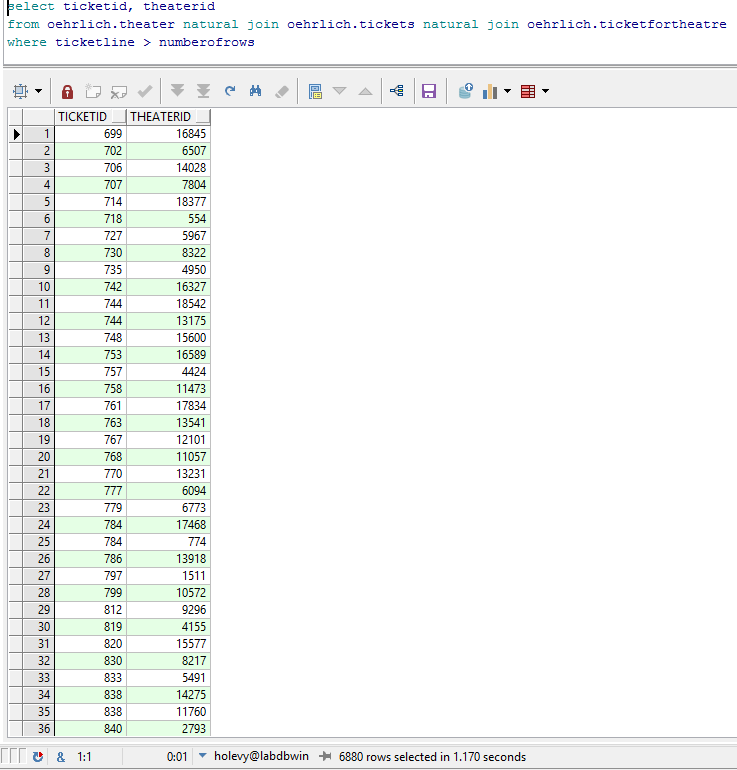 select ticketid, theaterid
from oehrlich.theater natural join oehrlich.tickets natural join oehrlich.ticketfortheatre
where ticketline > numberofrows
TICKETID THEATERID
1 699 16845
2 702 6507
3 706 14028
4 707 7804
5 714 18377
6 718 554
7 727 5967
8 730 8322
9 735 4950
10 742 16327
11 744 18542
12 744 13175
13 748 15600
14 753 16589
15 757 4424
16 758 11473
17 761 17834
18 763 13541
19 767 12101
20 768 11057
21 770 13231
22 777 6094
23 779 6773
24 784 17468
25 784 774
26 786 13918
27 797 1511
28 799 10572
29 812 9296
30 819 4155
31 820 15577
32 830 8217
33 833 5491
34 838 14275
35 838 11760
36 840 2793
& 1:1 0:01 holevy@labdbwin 6880 rows selected in 1.170 seconds